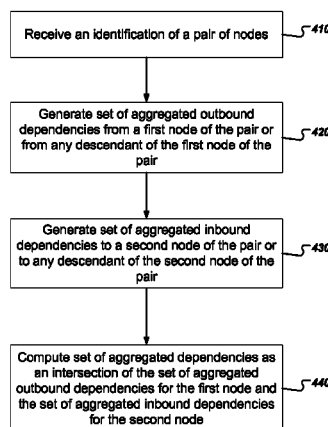 Receive an identification of a pair of nodes
410
Generate set of aggregated outbound
dependencies from a first node of the pair or
from any descendant of the first node of the
pair
420
Generate set of aggregated inbound
dependencies to a second node of the pair or
to any descendant of the second node of the
pair
430
Compute set of aggregated dependencies as
an intersection of the set of aggregated
outbound dependencies for the first node and
the set of aggregated inbound dependencies
for the second node
440